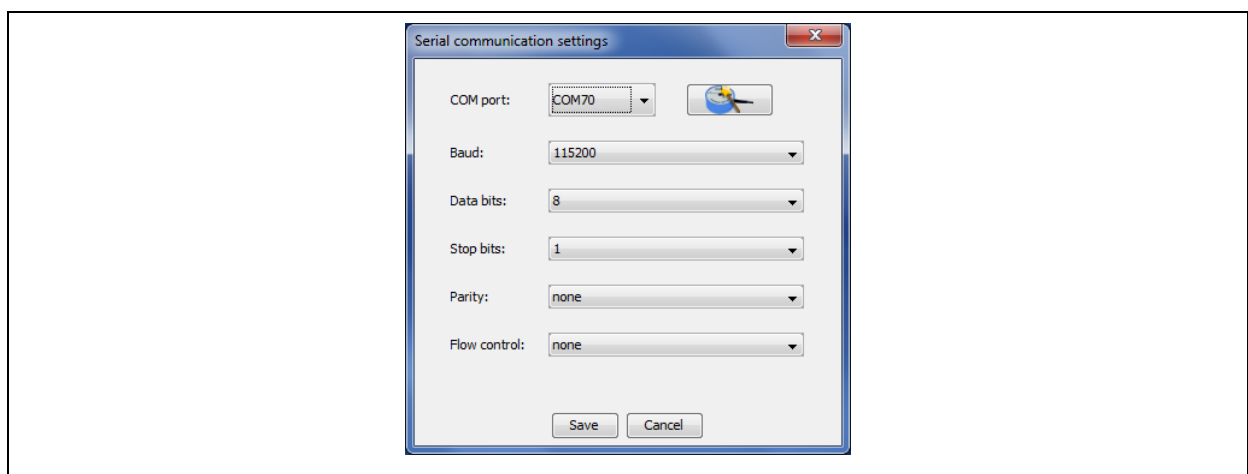 Serial communication settings
COM port: COM70
Baud: 115200
Data bits: 8
Stop bits: 1
Parity: none
Flow control: none
Save Cancel